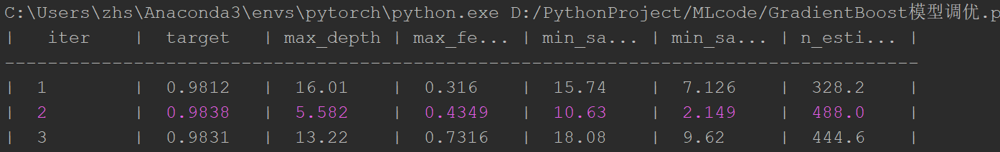 C:\Users\zhs\Anaconda3\envs\pytorch\python.exe D:/PythonProject/MLcode/GradientBoost模型调优.p
|   iter    |  target   | max_depth | max_fe... | min_sa... | min_sa... | n_esti... |
-------------------------------------------------------------------------------------
|  1        |  0.9812   |  16.01    |  0.316    |  15.74    |  7.126    |  328.2    |
|  2        |  0.9838   |  5.582    |  0.4349   |  10.63    |  2.149    |  488.0    |
|  3        |  0.9831   |  13.22    |  0.7316   |  18.08    |  9.62     |  444.6    |